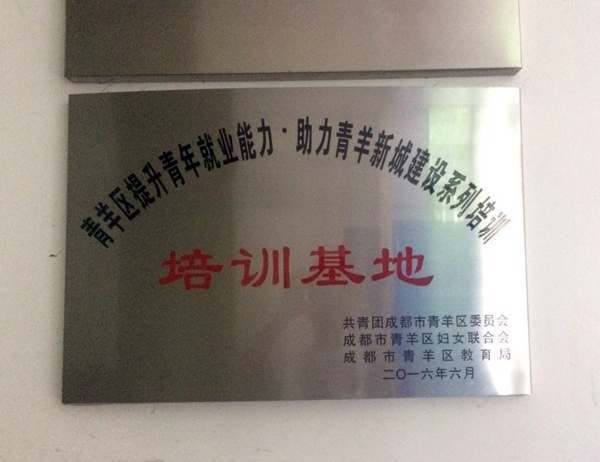 青羊区提升青年就业能力·助力青羊新城建设系列培训
培训基地
共青团成都市青羊区委员会
成都市青羊区妇女联合会
成都市青羊区教育局
二〇一六年六月